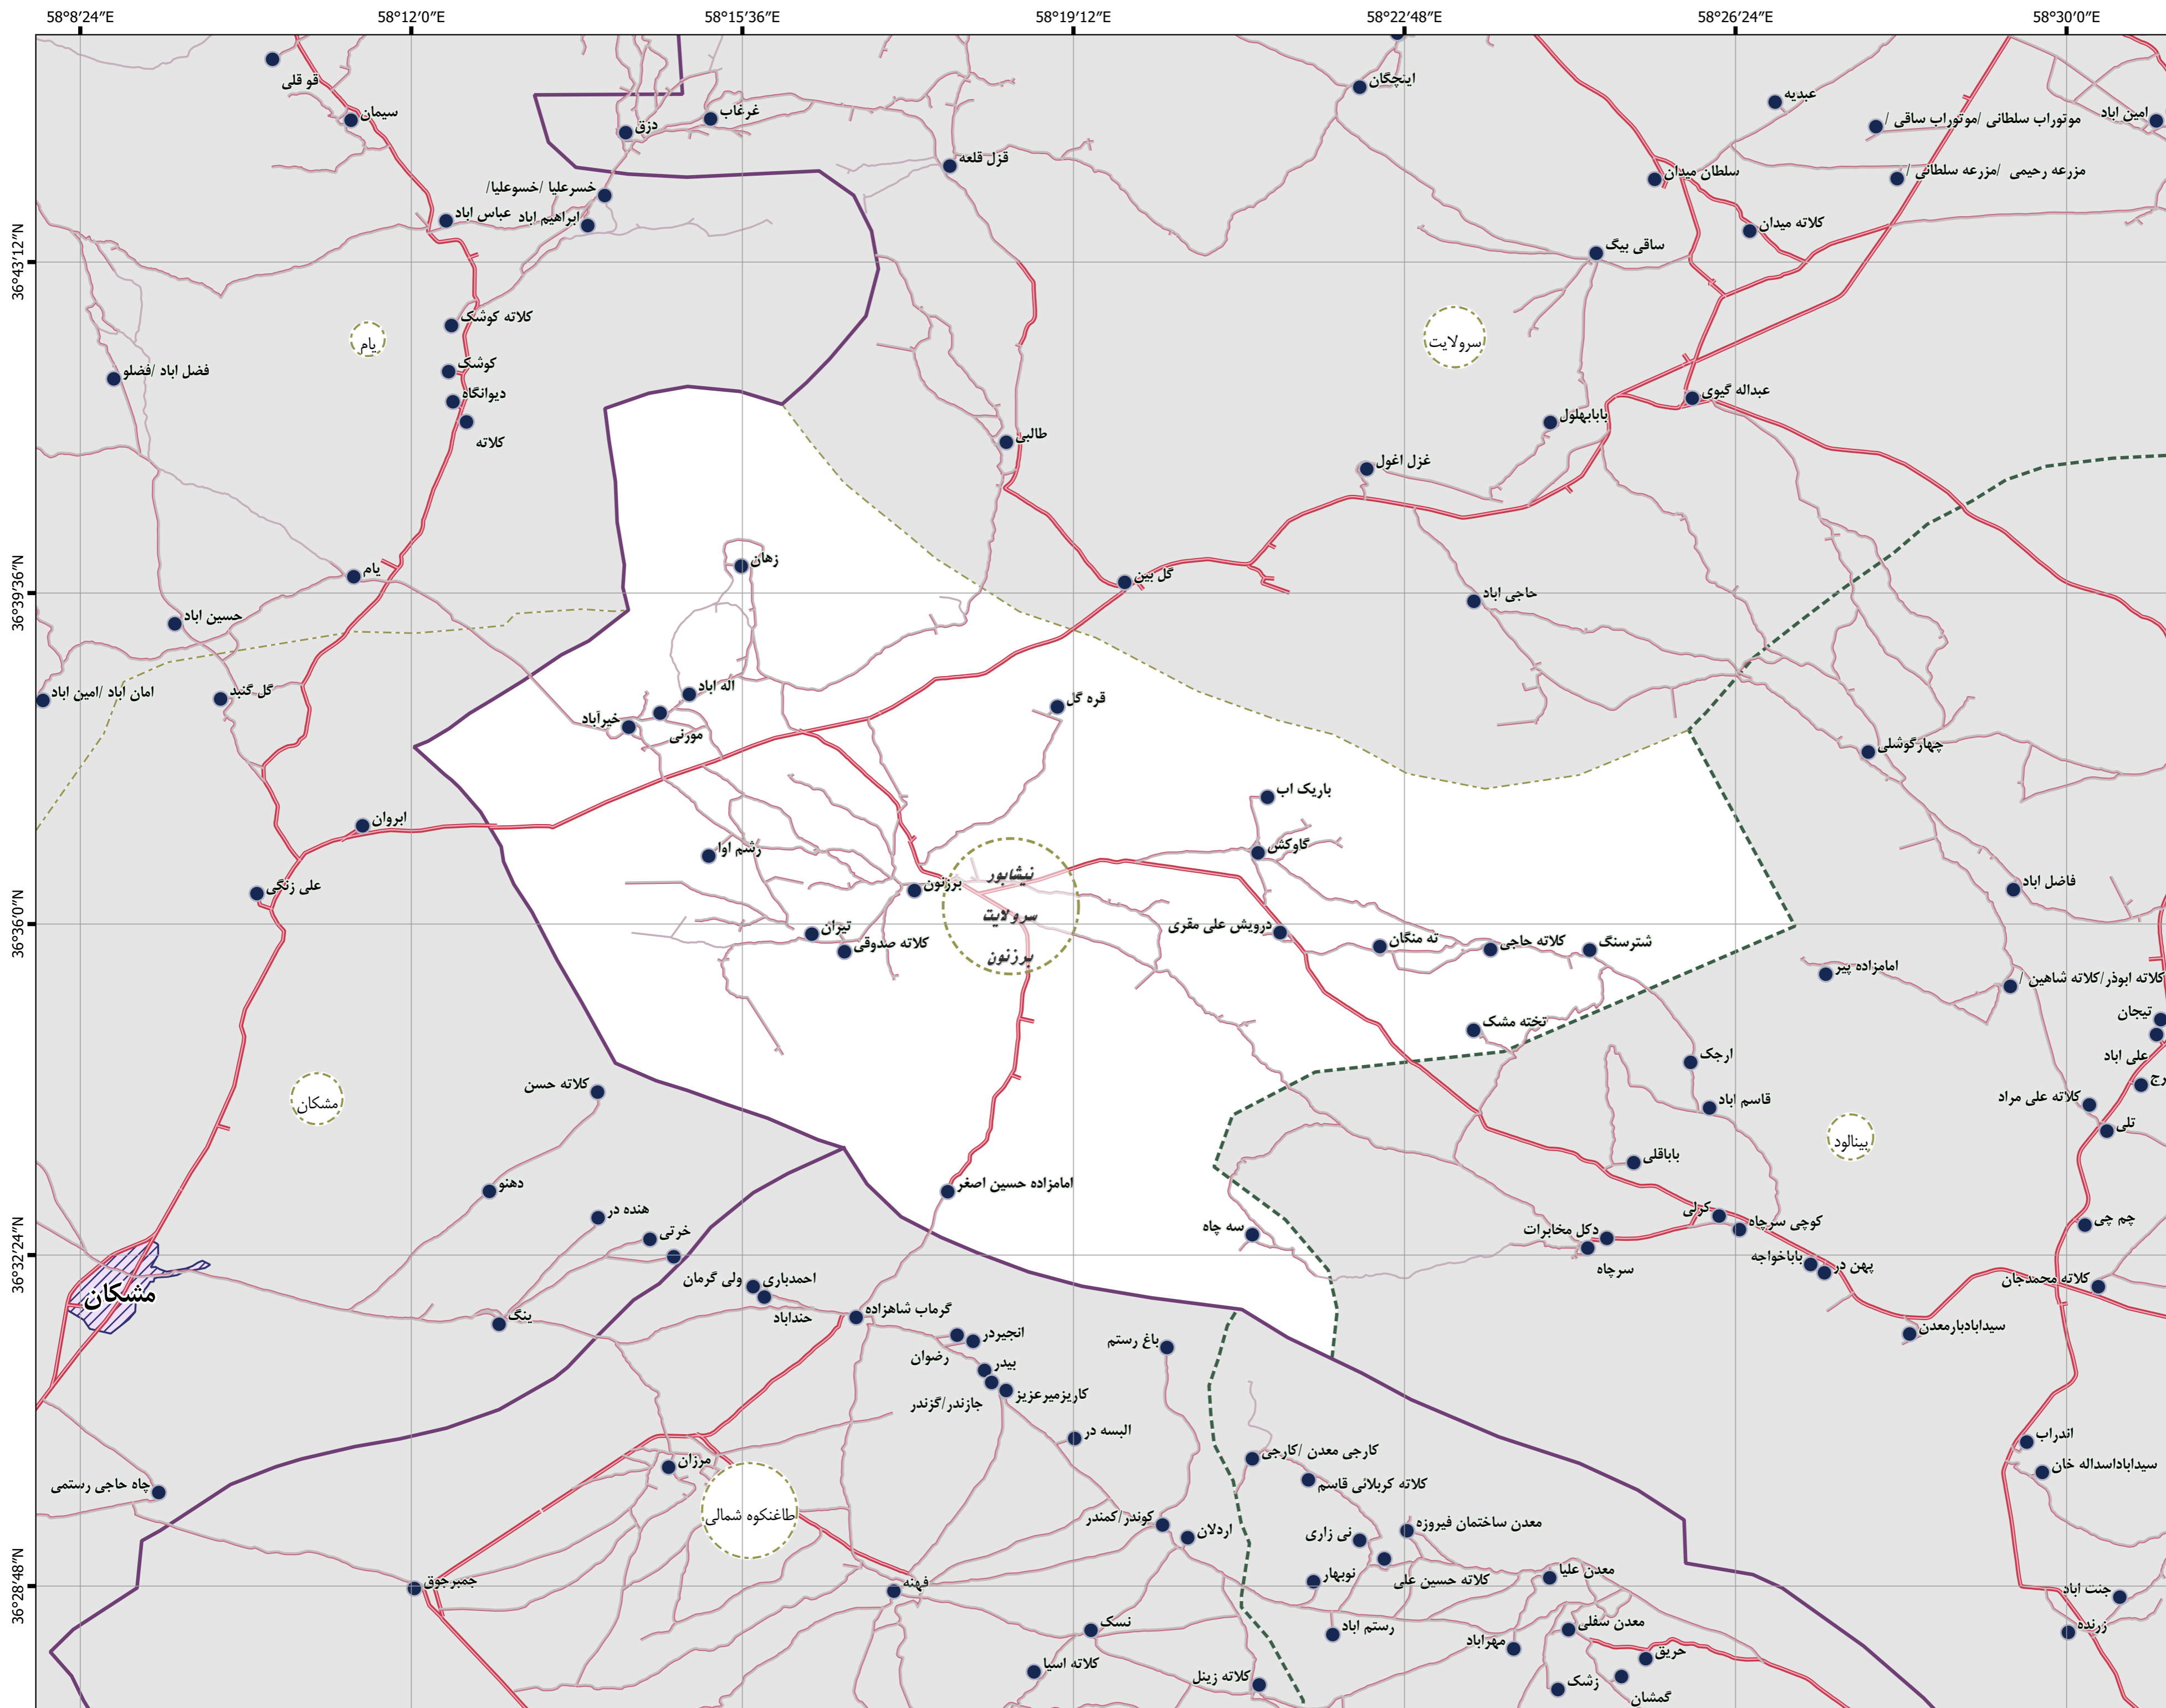 58°8'24"E 58°12'0"E 58°15'36"E 58°19'12"E 58°22'48"E 58°26'24"E 58°30'0"E
36°43'12"N
36°39'36"N
36°36'0"N
36°32'24"N
36°28'48"N
قو قلی
سیمان
دزق
غرغاب
اینچگان
عبدیه
موتوراب سلطانی /موتوراب ساقی /
امین اباد
قزل قلعه
سلطان میدان
مزرعه رحیمی /مزرعه سلطانی /
خسرعلیا /خسوعلیا/
عباس اباد
ابراهیم اباد
کلاته میدان
ساقی بیگ
کلاته کوشک
یام
سرولایت
کوشک
فضل اباد /فضلو
دیوانگاه
کلاته
عبداله گیوی
بابابهلول
طالبی
غزل اغول
زهان
یام
گل بین
حاجی اباد
حسین اباد
امان اباد /امین اباد
گل گنبد
اله اباد
خیرآباد
مورنی
قره گل
چهارگوشلی
باریک اب
ابروان
رشم اوا
گاوکش
علی زنگی
برزنون
نیشابور
سرولایت
برزنون
فاضل اباد
تیران
کلاته صدوقی
درویش علی مقری
ته منگان
کلاته حاجی
شترسنگ
امامزاده پیر
کلاته ابوذر/کلاته شاهین /
تخته مشک
تیجان
علی اباد
ارجک
رج
کلاته حسن
مشکان
قاسم اباد
کلاته علی مراد
تلی
پینالود
باباقلی
دهنو
امامزاده حسین اصغر
هنده در
خرتی
سه چاه
دکل مخابرات
کرلی
کوچی سرچاه
چم چی
سرچاه
باباخواجه
پهن در
کلاته محمدجان
مشکان
ولی گرمان
احمدباری
حنداباد
گرماب شاهزاده
ینگ
انجیردر
رضوان
باغ رستم
سیدابادبارمعدن
بیدر
کاریزمیرعزیز
جازندر/گزندر
البسه در
اندراب
کارجی معدن /کارجی
سیداباداسداله خان
مرزان
چاه حاجی رستمی
کلاته کربلائی قاسم
طاغنکوه شمالی
کوندر/کمندر
اردلان
نی زاری
معدن ساختمان فیروزه
جمبرجوق
فهنه
نوبهار
کلاته حسین علی
معدن علیا
جنت اباد
نسک
رستم اباد
معدن سفلی
مهراباد
زرنده
حریق
کلاته اسیا
کلاته زینل
زشک
گمشان